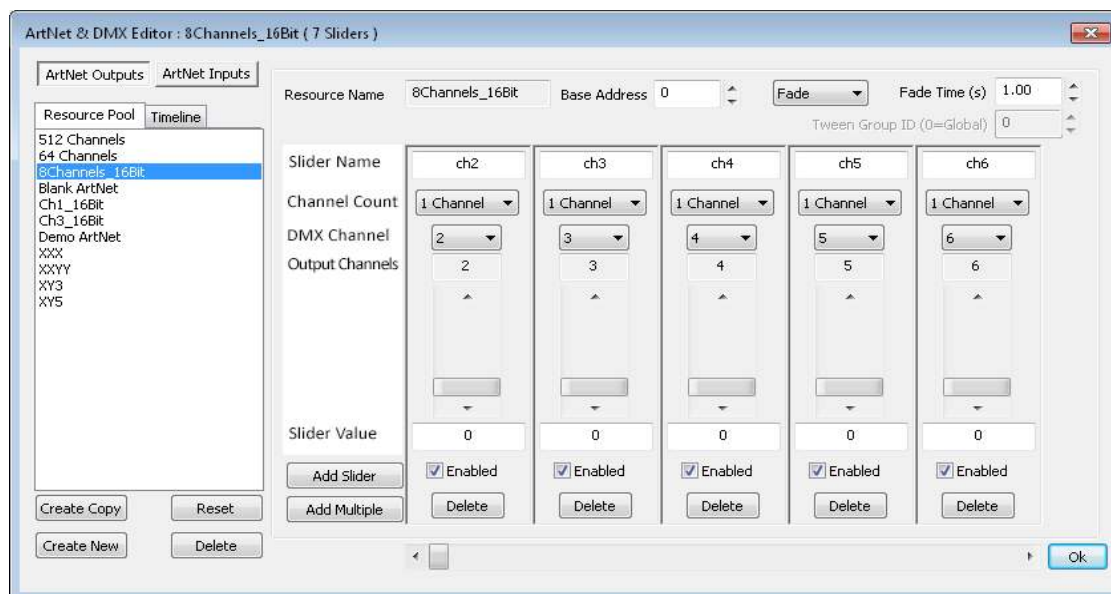 ArtNet & DMX Editor : 8Channels_16Bit ( 7 Sliders )
ArtNet Outputs ArtNet Inputs
Resource Pool Timeline
512 Channels
64 Channels
8Channels_16Bit
Blank ArtNet
Ch1_16Bit
Ch3_16Bit
Demo ArtNet
XXX
XXYY
XY3
XY5
Create Copy Reset
Create New Delete
Resource Name 8Channels_16Bit Base Address 0 Fade Fade Time (s) 1.00
Tween Group ID (0=Global) 0
Slider Name ch2 ch3 ch4 ch5 ch6
Channel Count 1 Channel 1 Channel 1 Channel 1 Channel 1 Channel
DMX Channel 2 3 4 5 6
Output Channels 2 3 4 5 6
Slider Value 0 0 0 0 0
Add Slider Enabled Enabled Enabled Enabled Enabled
Add Multiple Delete Delete Delete Delete Delete
Ok